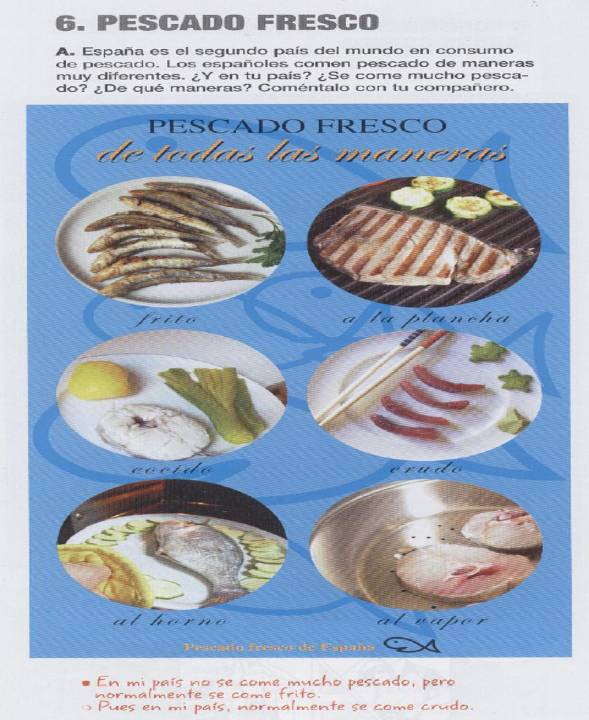 6. PESCADO FRESCO
A. España es el segundo país del mundo en consumo
de pescado. Los españoles comen pescado de maneras
muy diferentes. ¿Y en tu país? ¿Se come mucho pesca-
do? ¿De qué maneras? Coméntalo con tu compañero.
PESCADO FRESCO
de todas las maneras
frito
a la plancha
cocido
crudo
al horno
al vapor
Pescado fresco de España
• En mi país no se come mucho pescado, pero
normalmente se come frito.
○ Pues en mi país, normalmente se come crudo.